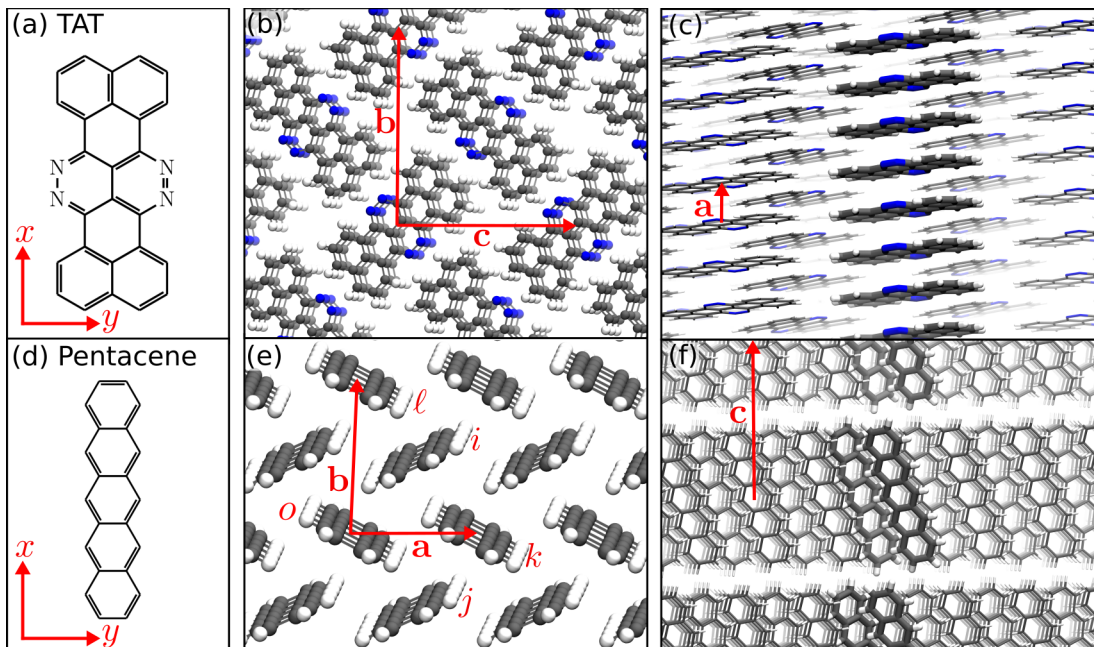 (a) TAT
N
N
N
N
x
y
(b)
b
c
(c)
a
(d) Pentacene
x
y
(e)
ℓ
i
b
o
a
k
j
(f)
c